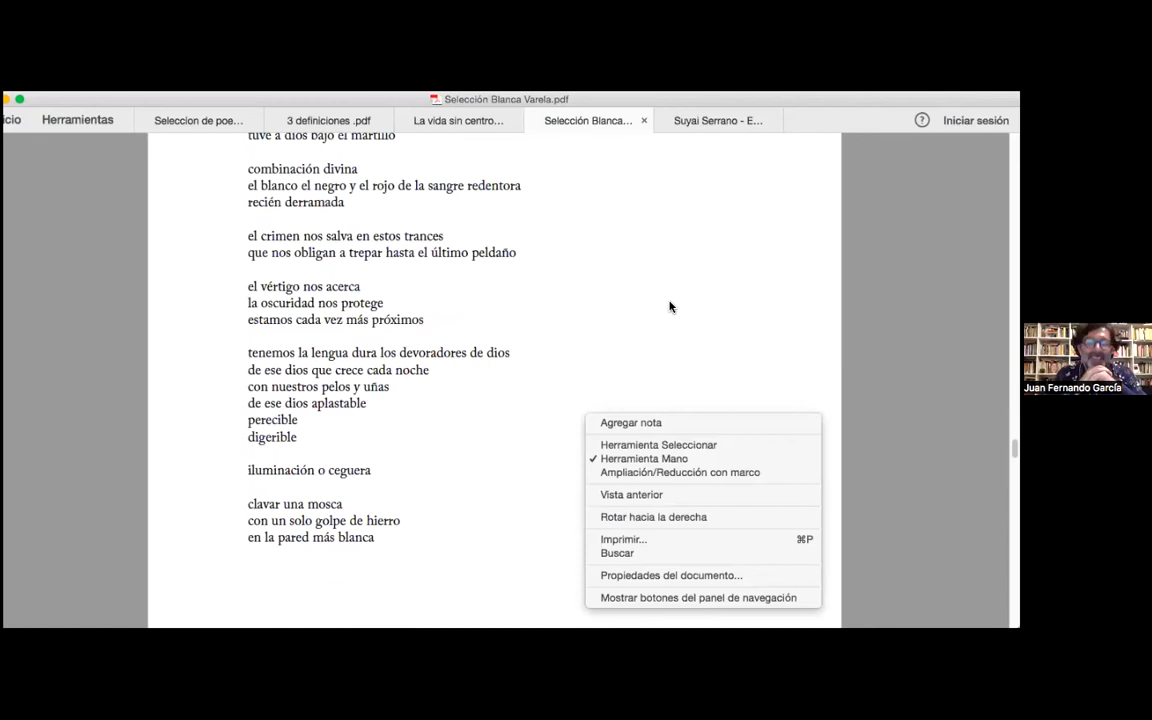 Selección Blanca Varela.pdf
icio
Herramientas
Seleccion de poe...
3 definiciones .pdf
La vida sin centro...
Selección Blanca... ×
Suyai Serrano - E...
? Iniciar sesión
tuve a dios bajo el martillo
combinación divina
el blanco el negro y el rojo de la sangre redentora
recién derramada
el crimen nos salva en estos trances
que nos obligan a trepar hasta el último peldaño
el vértigo nos acerca
la oscuridad nos protege
estamos cada vez más próximos
tenemos la lengua dura los devoradores de dios
de ese dios que crece cada noche
con nuestros pelos y uñas
de ese dios aplastable
perecible
digerible
iluminación o ceguera
clavar una mosca
con un solo golpe de hierro
en la pared más blanca
Agregar nota
Herramienta Seleccionar
✓ Herramienta Mano
Ampliación/Reducción con marco
Vista anterior
Rotar hacia la derecha
Imprimir... ⌘P
Buscar
Propiedades del documento...
Mostrar botones del panel de navegación
Juan Fernando García